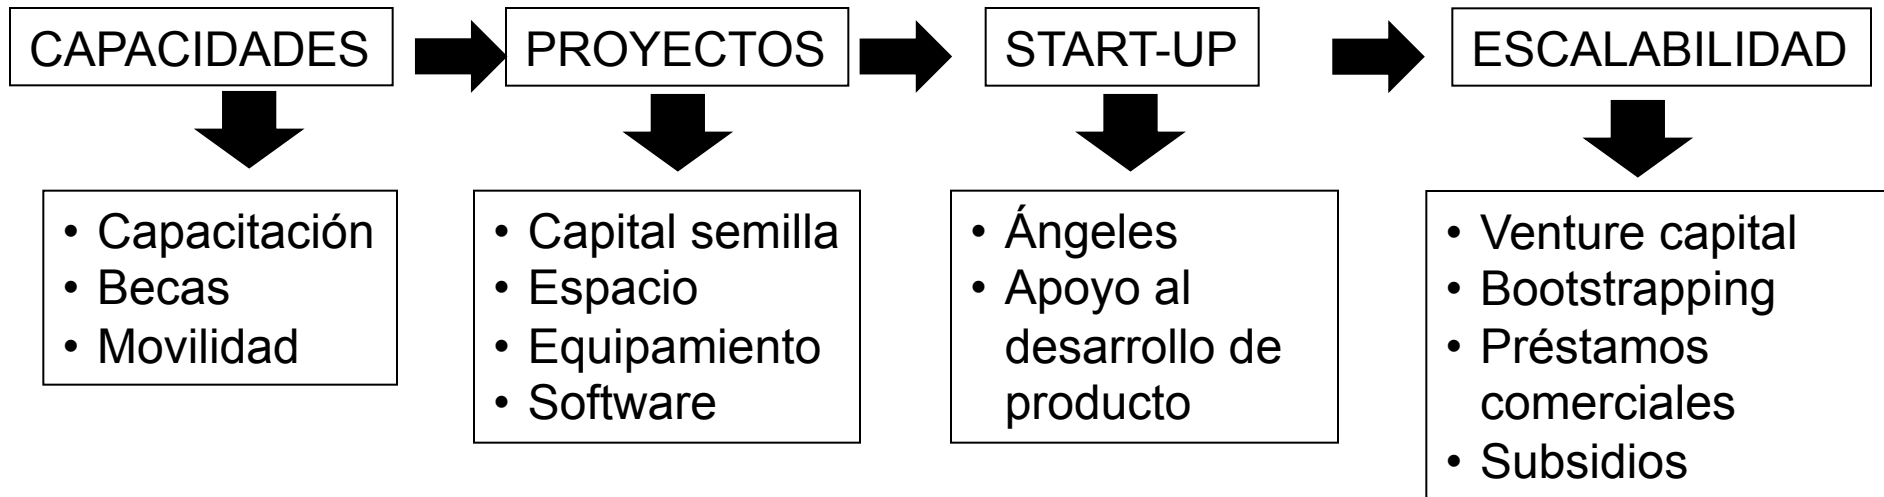 CAPACIDADES
PROYECTOS
START-UP
ESCALABILIDAD
• Capacitación
• Becas
• Movilidad
• Capital semilla
• Espacio
• Equipamiento
• Software
• Ángeles
• Apoyo al
desarrollo de
producto
• Venture capital
• Bootstrapping
• Préstamos
comerciales
• Subsidios